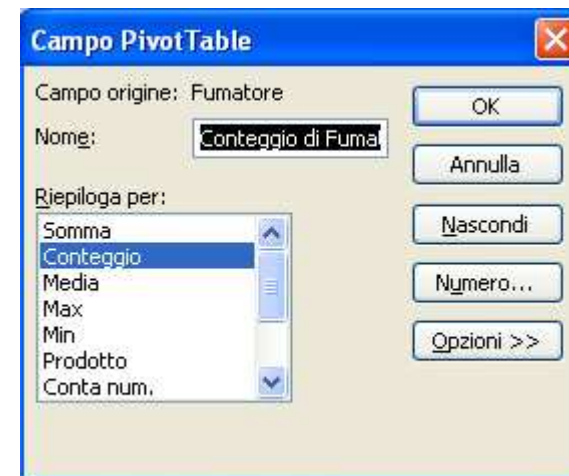 Campo PivotTable
Campo origine: Fumatore
Nome: Conteggio di Fuma
Riepiloga per:
Somma
Conteggio
Media
Max
Min
Prodotto
Conta num.
OK
Annulla
Nascondi
Numero...
Opzioni >>